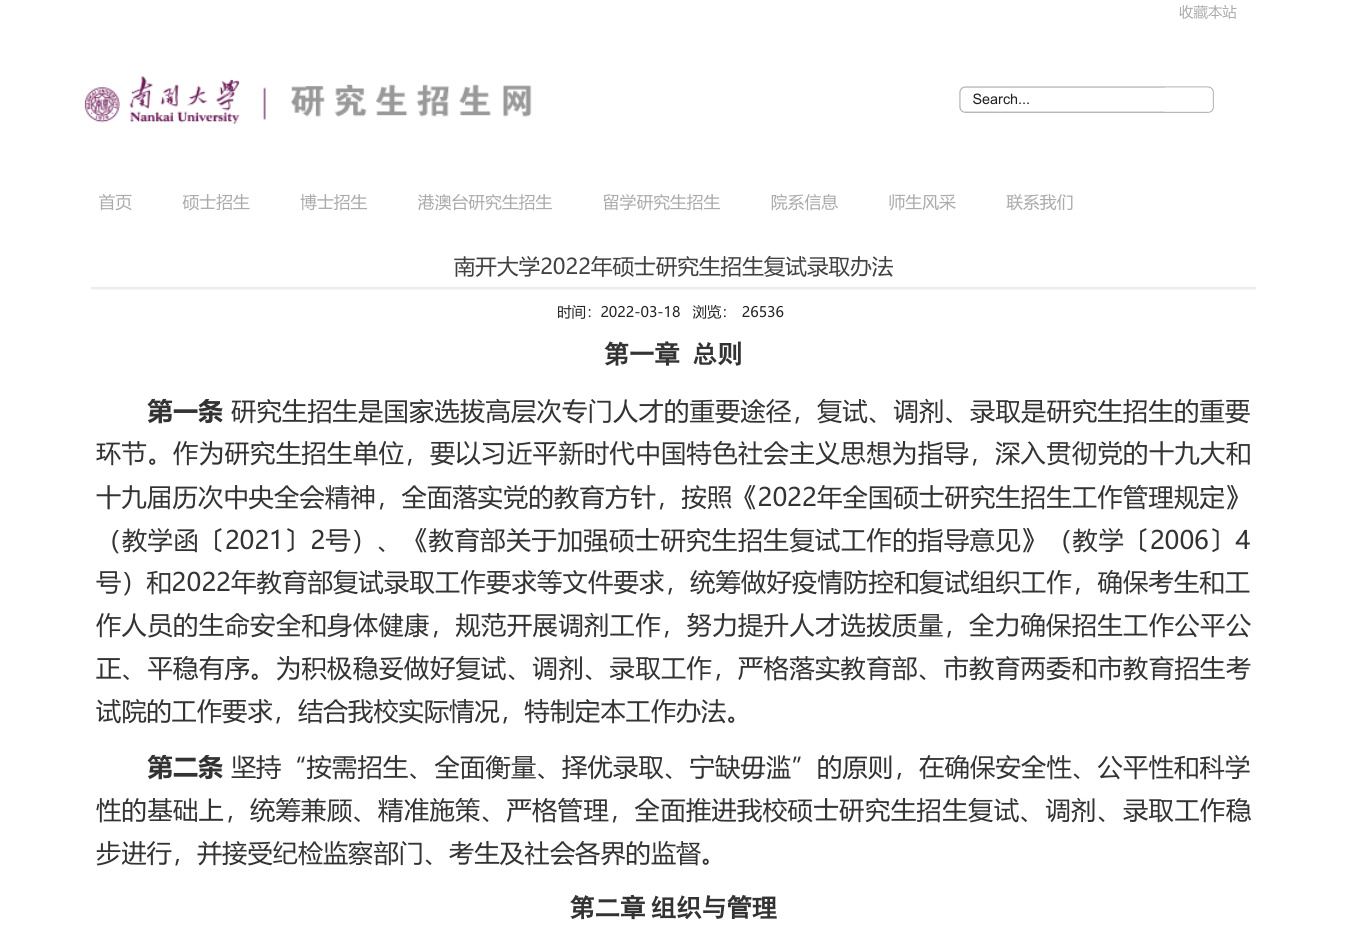 收藏本站
南开大学
Nankai University
研究生招生网
Search...
首页 硕士招生 博士招生 港澳台研究生招生 留学研究生招生 院系信息 师生风采 联系我们
南开大学2022年硕士研究生招生复试录取办法
时间：2022-03-18 浏览： 26536
第一章 总则
第一条 研究生招生是国家选拔高层次专门人才的重要途径，复试、调剂、录取是研究生招生的重要
环节。作为研究生招生单位，要以习近平新时代中国特色社会主义思想为指导，深入贯彻党的十九大和
十九届历次中央全会精神，全面落实党的教育方针，按照《2022年全国硕士研究生招生工作管理规定》
（教学函〔2021〕2号）、《教育部关于加强硕士研究生招生复试工作的指导意见》（教学〔2006〕4
号）和2022年教育部复试录取工作要求等文件要求，统筹做好疫情防控和复试组织工作，确保考生和工
作人员的生命安全和身体健康，规范开展调剂工作，努力提升人才选拔质量，全力确保招生工作公平公
正、平稳有序。为积极稳妥做好复试、调剂、录取工作，严格落实教育部、市教育两委和市教育招生考
试院的工作要求，结合我校实际情况，特制定本工作办法。
第二条 坚持“按需招生、全面衡量、择优录取、宁缺毋滥”的原则，在确保安全性、公平性和科学
性的基础上，统筹兼顾、精准施策、严格管理，全面推进我校硕士研究生招生复试、调剂、录取工作稳
步进行，并接受纪检监察部门、考生及社会各界的监督。
第二章 组织与管理